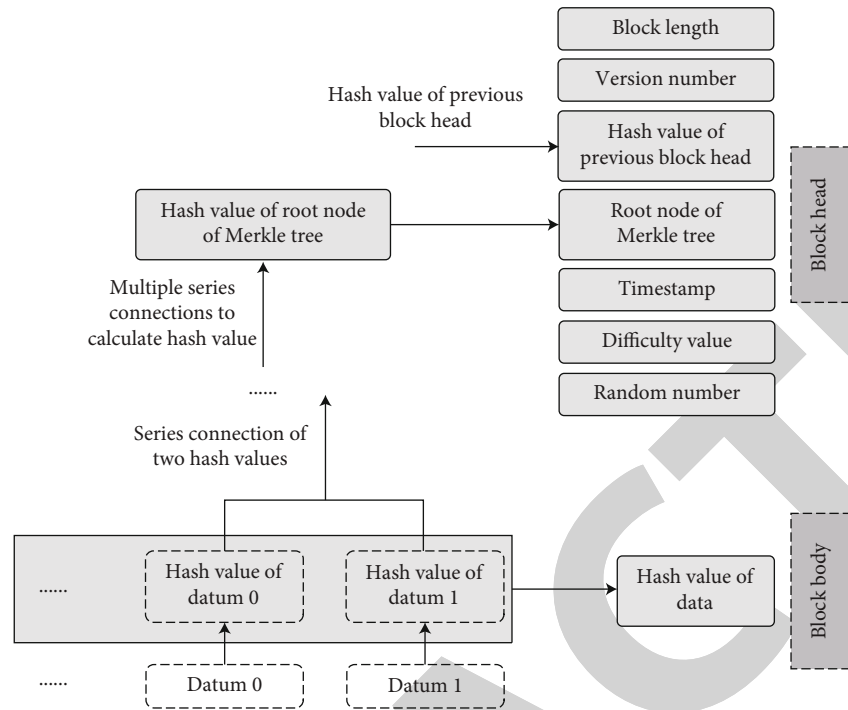 Block length
Version number
Hash value of previous
block head
Hash value of
previous block head
Hash value of root node
of Merkle tree
Root node of
Merkle tree
Block head
Multiple series
connections to
calculate hash value
Timestamp
Difficulty value
......
Random number
Series connection of
two hash values
......
Hash value of
datum 0
Hash value of
datum 1
Hash value of
data
Block body
......
Datum 0
Datum 1